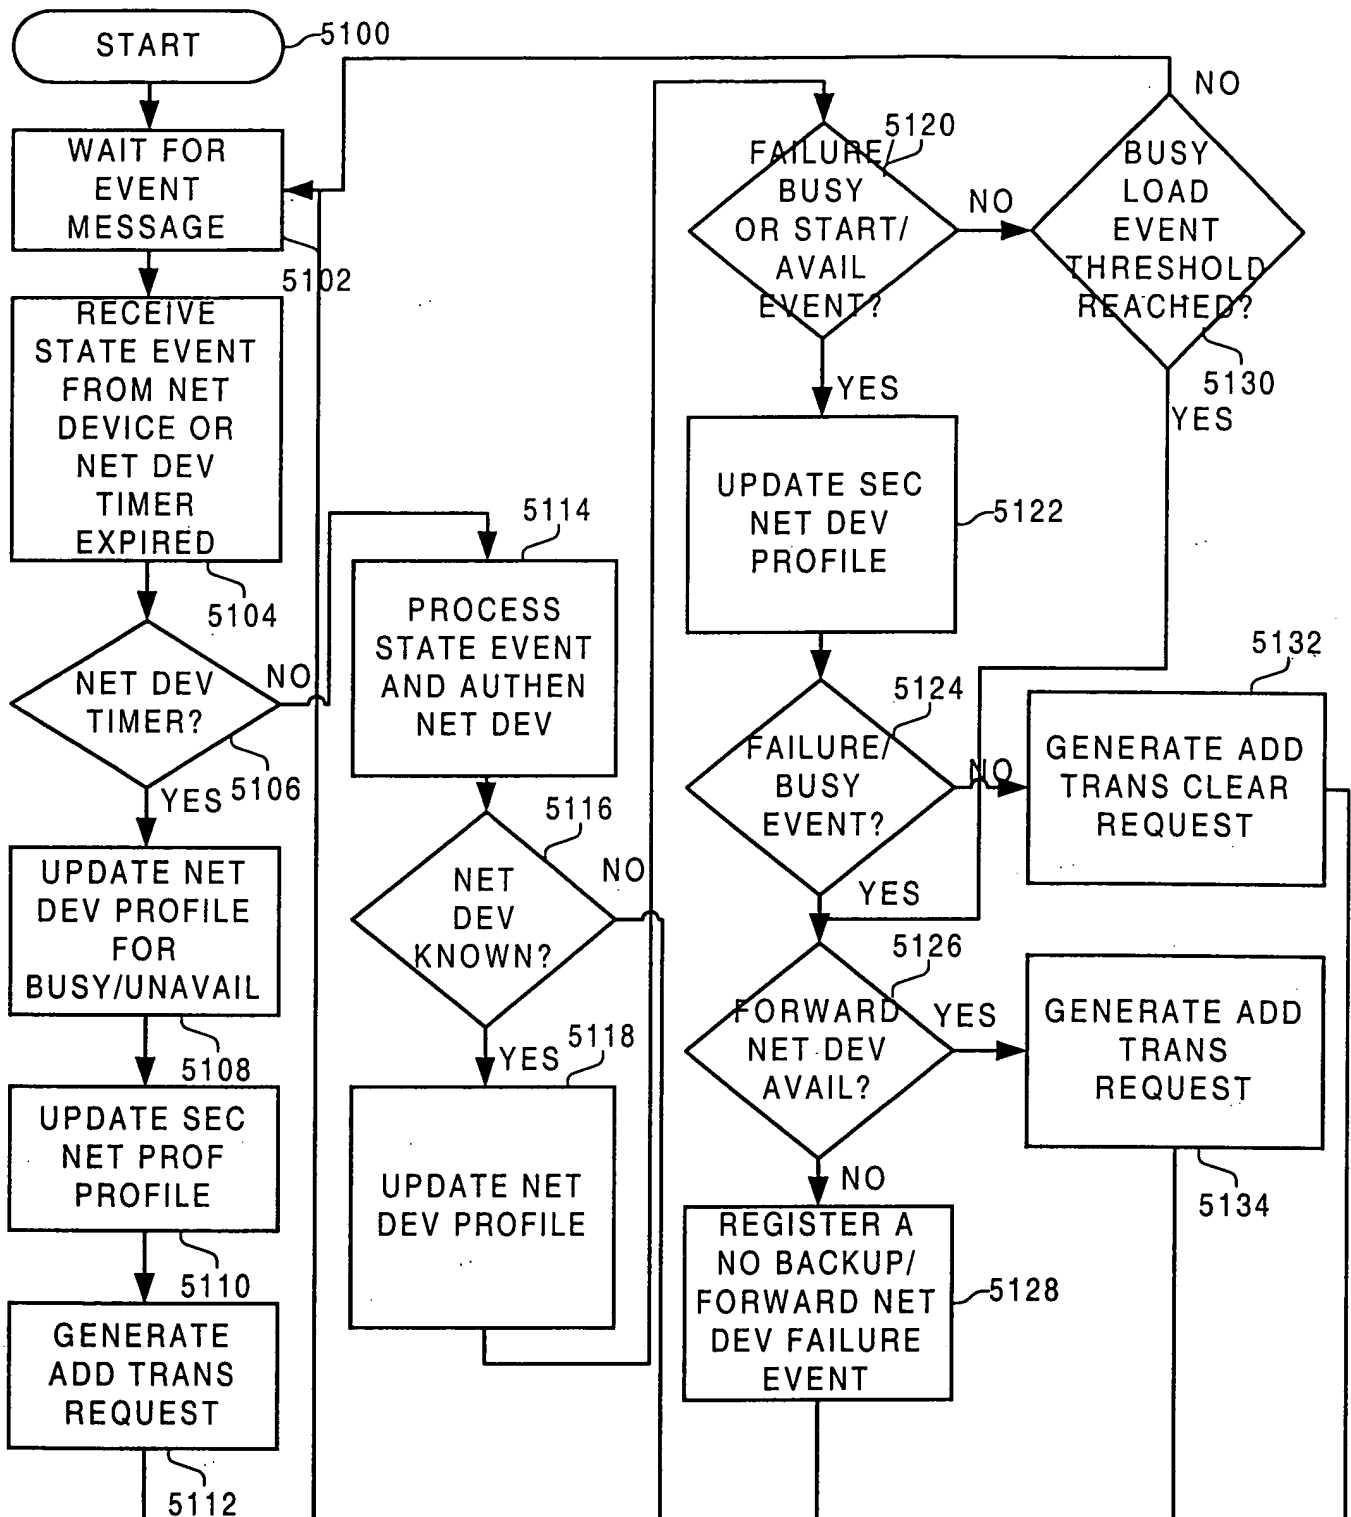 START
5100
WAIT FOR
EVENT
MESSAGE
5102
RECEIVE
STATE EVENT
FROM NET
DEVICE OR
NET DEV
TIMER
EXPIRED
5104
NET DEV
TIMER?
NO
5106
YES
UPDATE NET
DEV PROFILE
FOR
BUSY/UNAVAIL
5108
UPDATE SEC
NET PROF
PROFILE
5110
GENERATE
ADD TRANS
REQUEST
5112
5114
PROCESS
STATE EVENT
AND AUTHEN
NET DEV
5116
NET
DEV
KNOWN?
NO
YES
5118
UPDATE NET
DEV PROFILE
5120
FAILURE/
BUSY
OR START/
AVAIL
EVENT?
NO
YES
UPDATE SEC
NET DEV
PROFILE
5122
5124
FAILURE/
BUSY
EVENT?
NO
YES
5126
FORWARD
NET DEV
AVAIL?
YES
NO
REGISTER A
NO BACKUP/
FORWARD NET
DEV FAILURE
EVENT
5128
NO
BUSY
LOAD
EVENT
THRESHOLD
REACHED?
5130
YES
5132
GENERATE ADD
TRANS CLEAR
REQUEST
GENERATE ADD
TRANS
REQUEST
5134